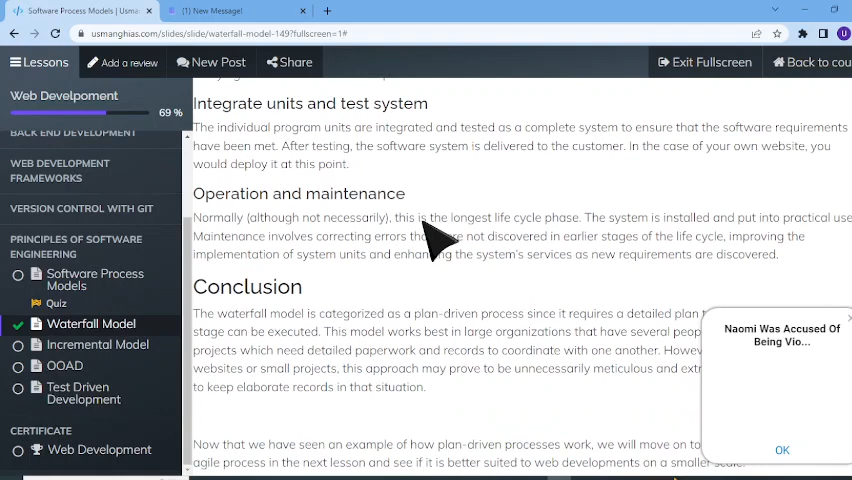 Software Process Models | Usman
(1) New Message!
usmanghias.com/slides/slide/waterfall-model-149?fullscreen=1#
U
Lessons
Add a review
New Post
Share
Exit Fullscreen
Back to cou
Web Devlpoment
69 %
BACK END DEVELOPMENT
WEB DEVELOPMENT
FRAMEWORKS
VERSION CONTROL WITH GIT
PRINCIPLES OF SOFTWARE
ENGINEERING
Software Process
Models
Quiz
Waterfall Model
Incremental Model
OOAD
Test Driven
Development
CERTIFICATE
Web Development
Integrate units and test system
The individual program units are integrated and tested as a complete system to ensure that the software requirements
have been met. After testing, the software system is delivered to the customer. In the case of your own website, you
would deploy it at this point.
Operation and maintenance
Normally (although not necessarily), this is the longest life cycle phase. The system is installed and put into practical use
Maintenance involves correcting errors not discovered in earlier stages of the life cycle, improving the
implementation of system units and enhancing the system's services as new requirements are discovered.
Conclusion
The waterfall model is categorized as a plan-driven process since it requires a detailed plan
stage can be executed. This model works best in large organizations that have several
projects which need detailed paperwork and records to coordinate with one another.
websites or small projects, this approach may prove to be unnecessarily meticulous and
to keep elaborate records in that situation.
Now that we have seen an example of how plan-driven processes work, we will move on to
agile process in the next lesson and see if it is better suited to web developments on a smaller scale.
Naomi Was Accused Of
Being Vio...
OK